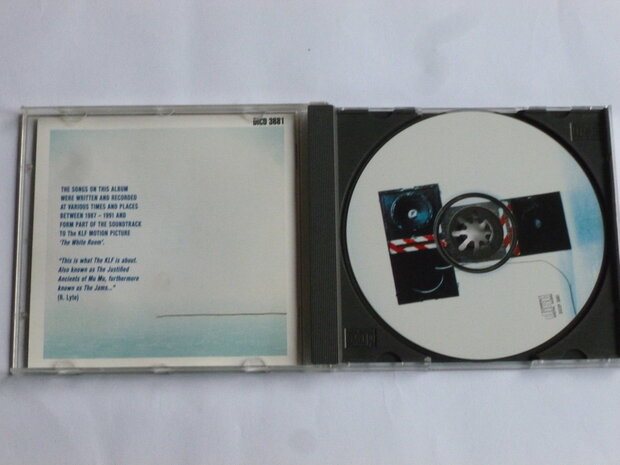 DICD 3681
THE SONGS ON THIS ALBUM
WERE WRITTEN AND RECORDED
AT VARIOUS TIMES AND PLACES
BETWEEN 1987 - 1991 AND
FORM PART OF THE SOUNDTRACK
TO The KLF MOTION PICTURE
'The White Room'.
"This is what The KLF is about.
Also known as The Justified
Ancients of Mu Mu, furthermore
known as The Jams..."
(R. Lyte)